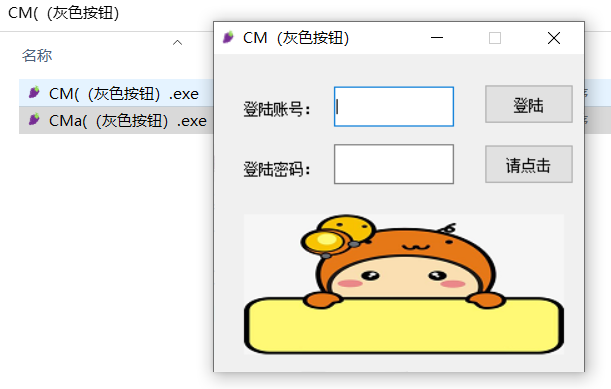 CM(（灰色按钮）
名称
CM(（灰色按钮）.exe
CMa(（灰色按钮）.exe
CM（灰色按钮）
登陆账号：
登陆
登陆密码：
请点击